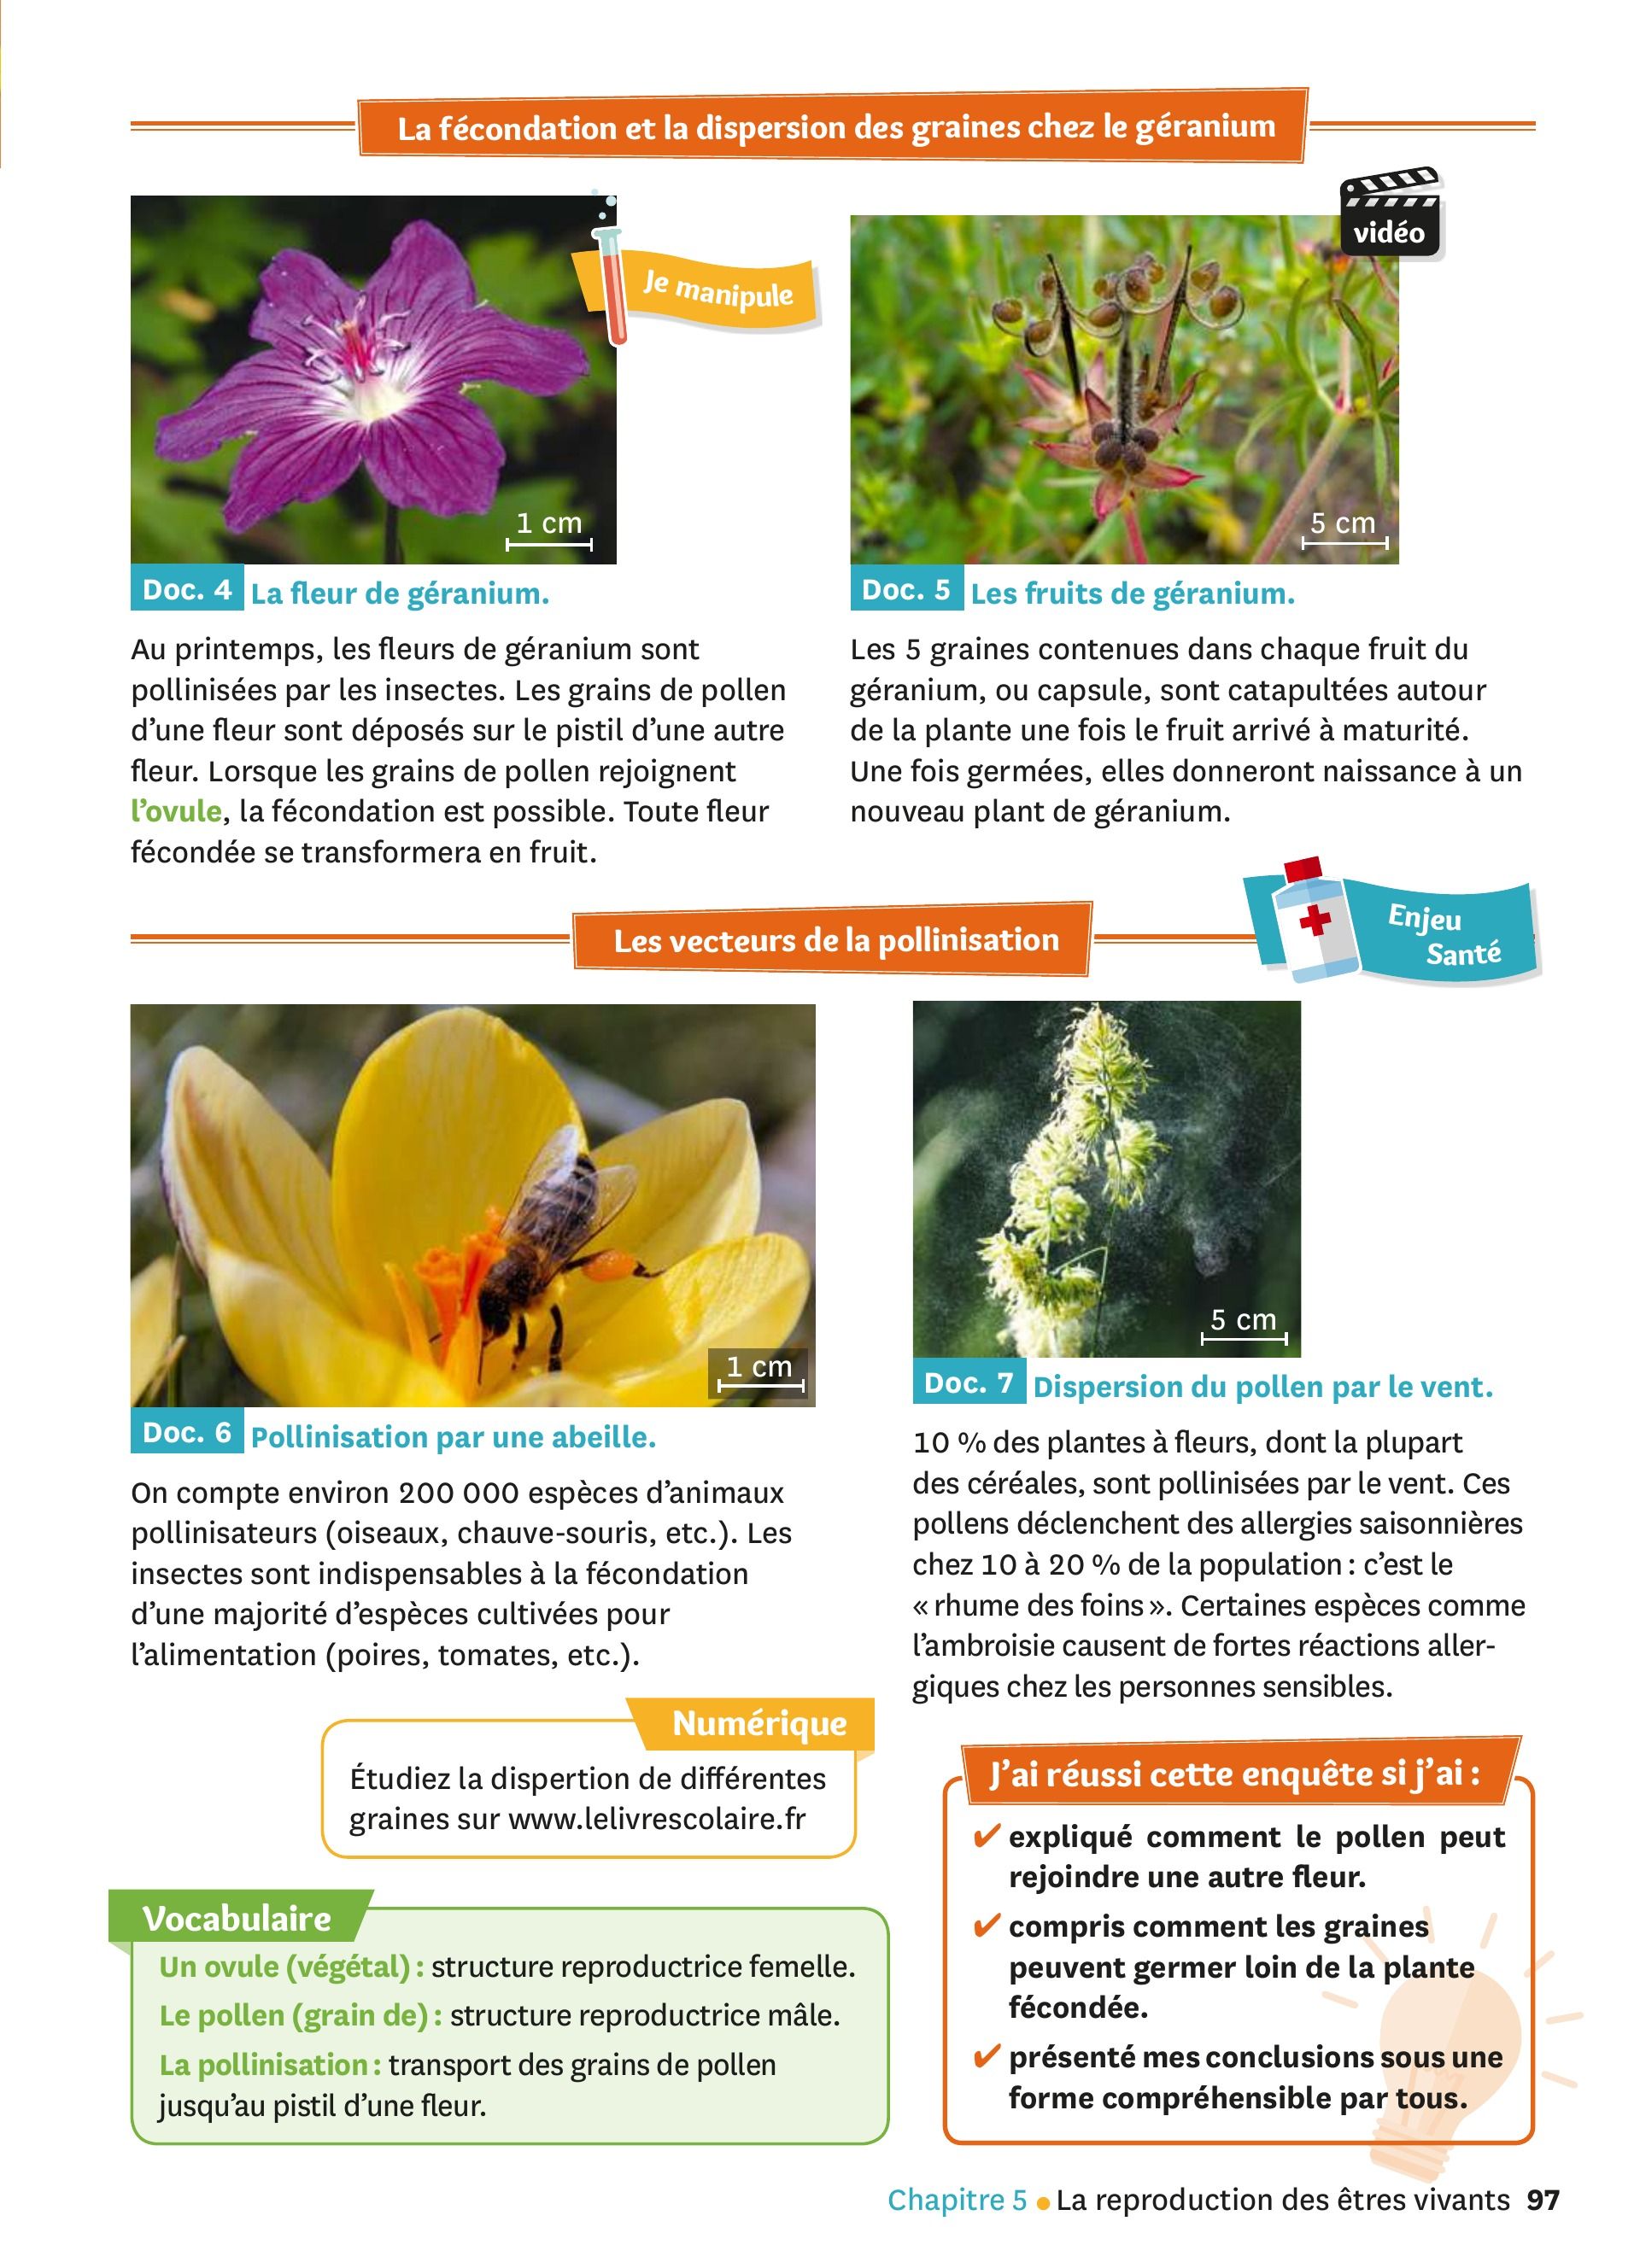 La fécondation et la dispersion des graines chez le géranium
Je manipule
vidéo
1 cm
5 cm
Doc. 4 La fleur de géranium.
Au printemps, les fleurs de géranium sont
pollinisées par les insectes. Les grains de pollen
d'une fleur sont déposés sur le pistil d'une autre
fleur. Lorsque les grains de pollen rejoignent
l'ovule, la fécondation est possible. Toute fleur
fécondée se transformera en fruit.
Doc. 5 Les fruits de géranium.
Les 5 graines contenues dans chaque fruit du
géranium, ou capsule, sont catapultées autour
de la plante une fois le fruit arrivé à maturité.
Une fois germées, elles donneront naissance à un
nouveau plant de géranium.
Les vecteurs de la pollinisation
Enjeu
Santé
1 cm
Doc. 6 Pollinisation par une abeille.
On compte environ 200 000 espèces d'animaux
pollinisateurs (oiseaux, chauve-souris, etc.). Les
insectes sont indispensables à la fécondation
d'une majorité d'espèces cultivées pour
l'alimentation (poires, tomates, etc.).
5 cm
Doc. 7 Dispersion du pollen par le vent.
10 % des plantes à fleurs, dont la plupart
des céréales, sont pollinisées par le vent. Ces
pollens déclenchent des allergies saisonnières
chez 10 à 20 % de la population : c'est le
« rhume des foins ». Certaines espèces comme
l'ambroisie causent de fortes réactions aller-
giques chez les personnes sensibles.
Numérique
Étudiez la dispertion de différentes
graines sur www.lelivrescolaire.fr
Vocabulaire
Un ovule (végétal) : structure reproductrice femelle.
Le pollen (grain de) : structure reproductrice mâle.
La pollinisation : transport des grains de pollen
jusqu'au pistil d'une fleur.
J'ai réussi cette enquête si j'ai :
✔ expliqué comment le pollen peut
rejoindre une autre fleur.
✔ compris comment les graines
peuvent germer loin de la plante
fécondée.
✔ présenté mes conclusions sous une
forme compréhensible par tous.
Chapitre 5 • La reproduction des êtres vivants 97